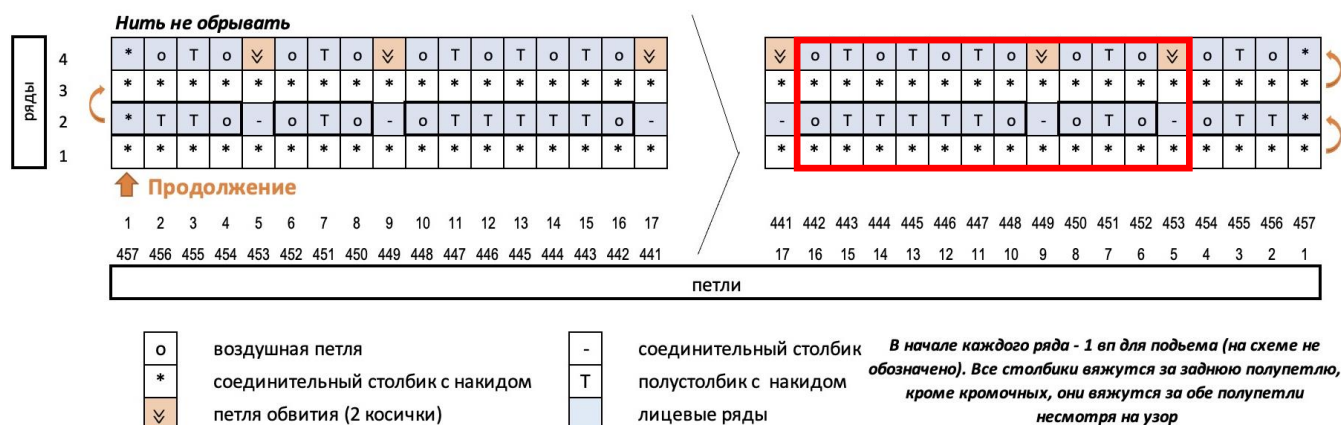 Нить не обрывать
4 * o T o ⨈ o T o ⨈ o T o T o T o ⨈ ⨈ o T o T o T o ⨈ o T o ⨈ o T o *
3 * * * * * * * * * * * * * * * * * * * * * * * * * * * * * * * * * *
ряды
2 * T T o - o T o - o T T T T T o - - o T T T T T o - o T o - o T T *
1 * * * * * * * * * * * * * * * * * * * * * * * * * * * * * * * * * *
Продолжение
1 2 3 4 5 6 7 8 9 10 11 12 13 14 15 16 17 441 442 443 444 445 446 447 448 449 450 451 452 453 454 455 456 457
457 456 455 454 453 452 451 450 449 448 447 446 445 444 443 442 441 17 16 15 14 13 12 11 10 9 8 7 6 5 4 3 2 1
петли
o воздушная петля
* соединительный столбик с накидом
⨈ петля обвития (2 косички)
- соединительный столбик
T полустолбик с накидом
лицевые ряды
В начале каждого ряда - 1 вп для подьема (на схеме не
обозначено). Все столбики вяжутся за заднюю полупетлю,
кроме кромочных, они вяжутся за обе полупетли
несмотря на узор